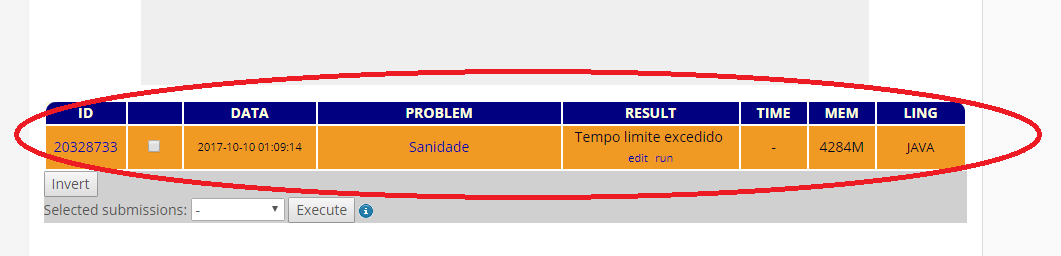 ID DATA PROBLEM RESULT TIME MEM LING
20328733 2017-10-10 01:09:14 Sanidade Tempo limite excedido - 4284M JAVA
edit run
Invert
Selected submissions: - Execute i